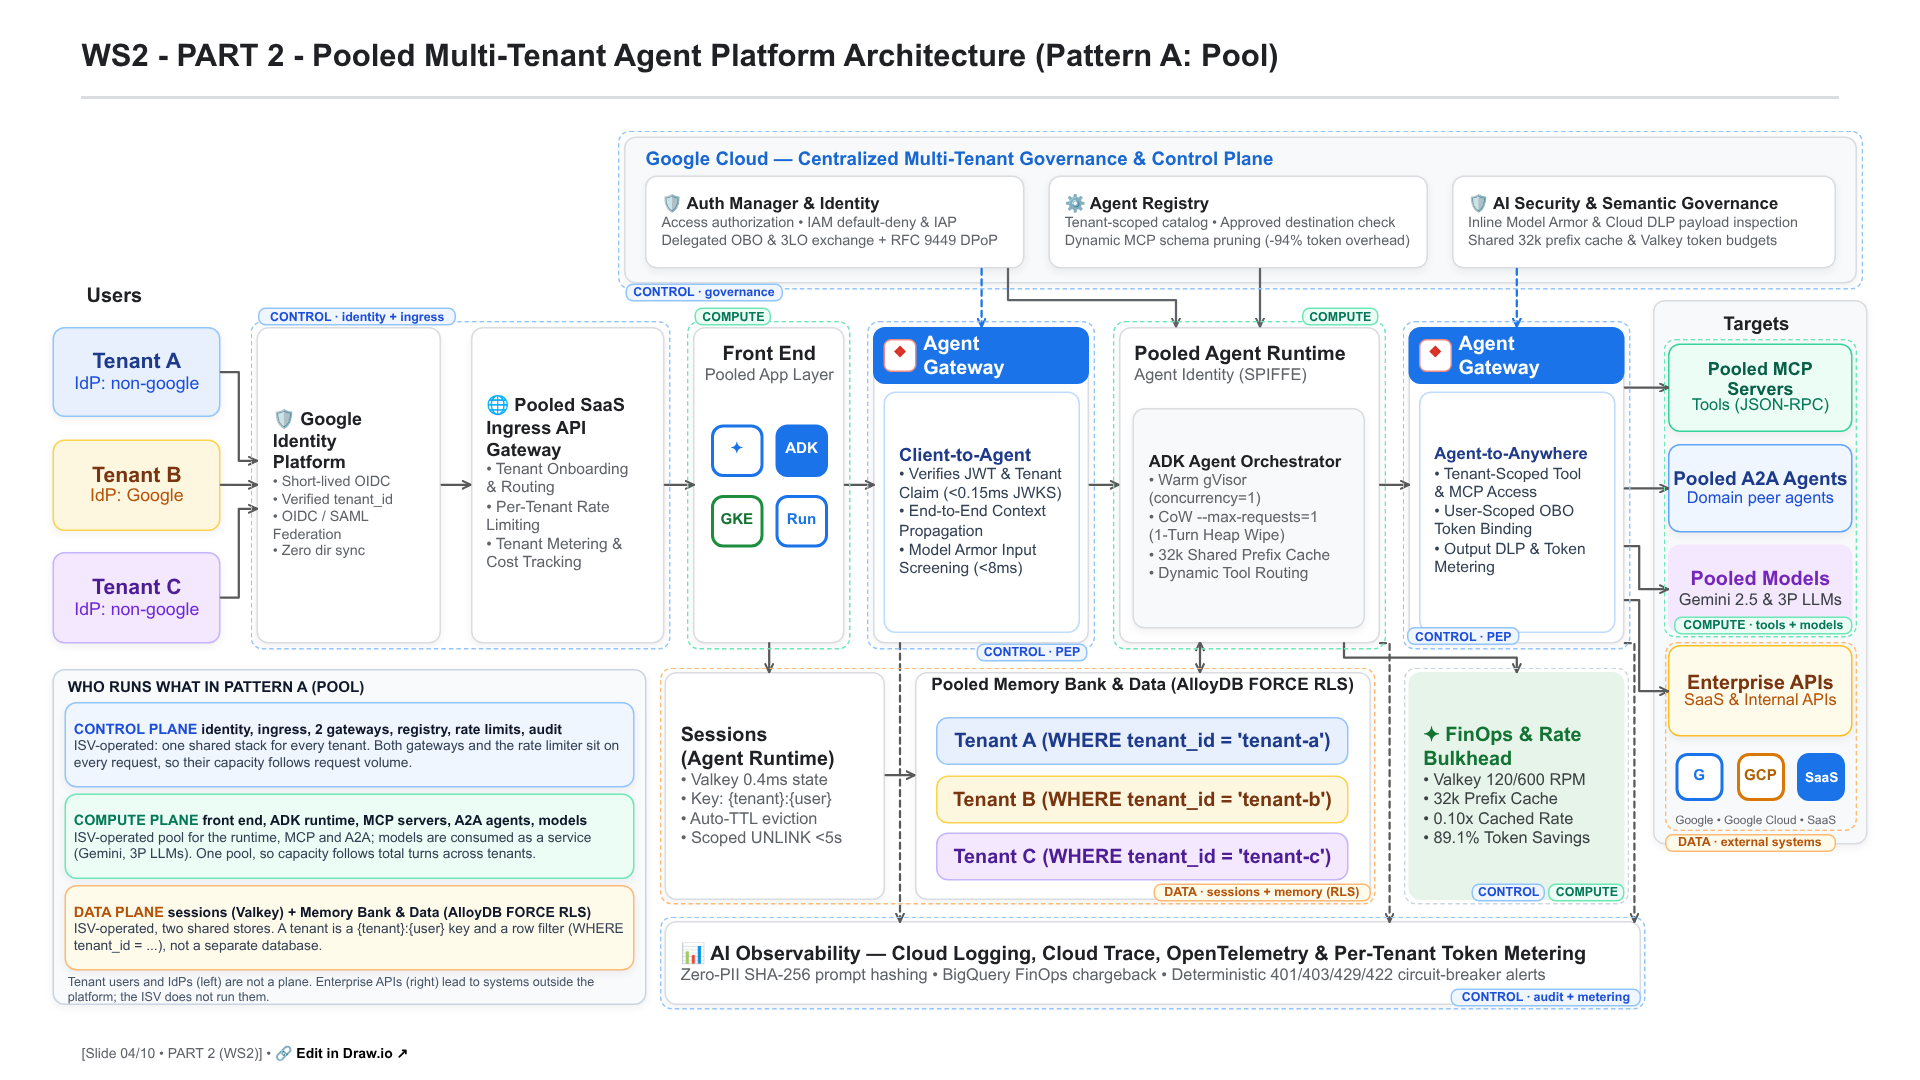 WS2 - PART 2 - Pooled Multi-Tenant Agent Platform Architecture (Pattern A: Pool)
Google Cloud — Centralized Multi-Tenant Governance & Control Plane
🛡️ Auth Manager & Identity
Access authorization • IAM default-deny & IAP
Delegated OBO & 3LO exchange + RFC 9449 DPoP
⚙️ Agent Registry
Tenant-scoped catalog • Approved destination check
Dynamic MCP schema pruning (-94% token overhead)
🛡️ AI Security & Semantic Governance
Inline Model Armor & Cloud DLP payload inspection
Shared 32k prefix cache & Valkey token budgets
CONTROL · governance
Users
Tenant A
IdP: non-google
Tenant B
IdP: Google
Tenant C
IdP: non-google
CONTROL · identity + ingress
🛡️ Google
Identity
Platform
• Short-lived OIDC
• Verified tenant_id
• OIDC / SAML
Federation
• Zero dir sync
🌐 Pooled SaaS
Ingress API
Gateway
• Tenant Onboarding
& Routing
• Per-Tenant Rate
Limiting
• Tenant Metering &
Cost Tracking
COMPUTE
Front End
Pooled App Layer
✦
ADK
GKE
Run
Agent
Gateway
Client-to-Agent
• Verifies JWT & Tenant
Claim (<0.15ms JWKS)
• End-to-End Context
Propagation
• Model Armor Input
Screening (<8ms)
CONTROL · PEP
COMPUTE
Pooled Agent Runtime
Agent Identity (SPIFFE)
ADK Agent Orchestrator
• Warm gVisor
(concurrency=1)
• CoW --max-requests=1
(1-Turn Heap Wipe)
• 32k Shared Prefix Cache
• Dynamic Tool Routing
Agent
Gateway
Agent-to-Anywhere
• Tenant-Scoped Tool
& MCP Access
• User-Scoped OBO
Token Binding
• Output DLP & Token
Metering
CONTROL · PEP
Targets
Pooled MCP
Servers
Tools (JSON-RPC)
Pooled A2A Agents
Domain peer agents
Pooled Models
Gemini 2.5 & 3P LLMs
COMPUTE · tools + models
Enterprise APIs
SaaS & Internal APIs
G
GCP
SaaS
Google • Google Cloud • SaaS
DATA · external systems
WHO RUNS WHAT IN PATTERN A (POOL)
CONTROL PLANE identity, ingress, 2 gateways, registry, rate limits, audit
ISV-operated: one shared stack for every tenant. Both gateways and the rate limiter sit on
every request, so their capacity follows request volume.
COMPUTE PLANE front end, ADK runtime, MCP servers, A2A agents, models
ISV-operated pool for the runtime, MCP and A2A; models are consumed as a service
(Gemini, 3P LLMs). One pool, so capacity follows total turns across tenants.
DATA PLANE sessions (Valkey) + Memory Bank & Data (AlloyDB FORCE RLS)
ISV-operated, two shared stores. A tenant is a {tenant}:{user} key and a row filter (WHERE
tenant_id = ...), not a separate database.
Tenant users and IdPs (left) are not a plane. Enterprise APIs (right) lead to systems outside the
platform; the ISV does not run them.
Sessions
(Agent Runtime)
• Valkey 0.4ms state
• Key: {tenant}:{user}
• Auto-TTL eviction
• Scoped UNLINK <5s
Pooled Memory Bank & Data (AlloyDB FORCE RLS)
Tenant A (WHERE tenant_id = 'tenant-a')
Tenant B (WHERE tenant_id = 'tenant-b')
Tenant C (WHERE tenant_id = 'tenant-c')
DATA · sessions + memory (RLS)
✦ FinOps & Rate
Bulkhead
• Valkey 120/600 RPM
• 32k Prefix Cache
• 0.10x Cached Rate
• 89.1% Token Savings
CONTROL
COMPUTE
📊 AI Observability — Cloud Logging, Cloud Trace, OpenTelemetry & Per-Tenant Token Metering
Zero-PII SHA-256 prompt hashing • BigQuery FinOps chargeback • Deterministic 401/403/429/422 circuit-breaker alerts
CONTROL · audit + metering
[Slide 04/10 • PART 2 (WS2)] • 🔗 Edit in Draw.io ↗